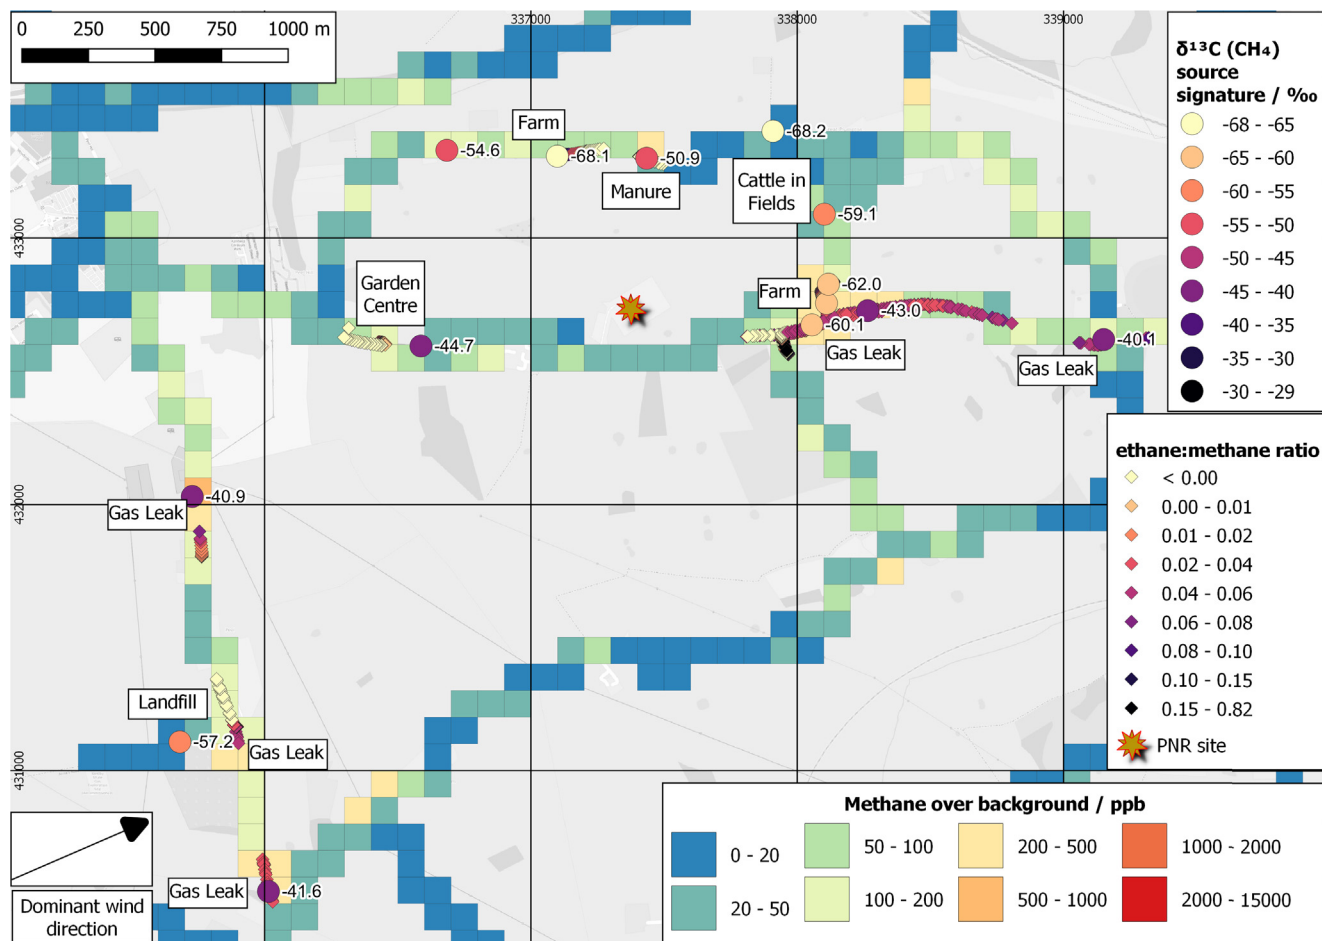 0 250 500 750 1000 m
337000 338000 339000
433000
432000
431000
δ¹³C (CH₄)
source
signature / ‰
-68 - -65
-65 - -60
-60 - -55
-55 - -50
-50 - -45
-45 - -40
-40 - -35
-35 - -30
-30 - -29
ethane:methane ratio
< 0.00
0.00 - 0.01
0.01 - 0.02
0.02 - 0.04
0.04 - 0.06
0.06 - 0.08
0.08 - 0.10
0.10 - 0.15
0.15 - 0.82
PNR site
Farm
-54.6
-68.1
-50.9
-68.2
Manure
Cattle in
Fields
-59.1
Garden
Centre
-44.7
Farm
-62.0
-60.1
-43.0
Gas Leak
-40.1
Gas Leak
-40.9
Gas Leak
Landfill
-57.2
Gas Leak
Gas Leak
-41.6
Dominant wind
direction
Methane over background / ppb
0 - 20
20 - 50
50 - 100
100 - 200
200 - 500
500 - 1000
1000 - 2000
2000 - 15000